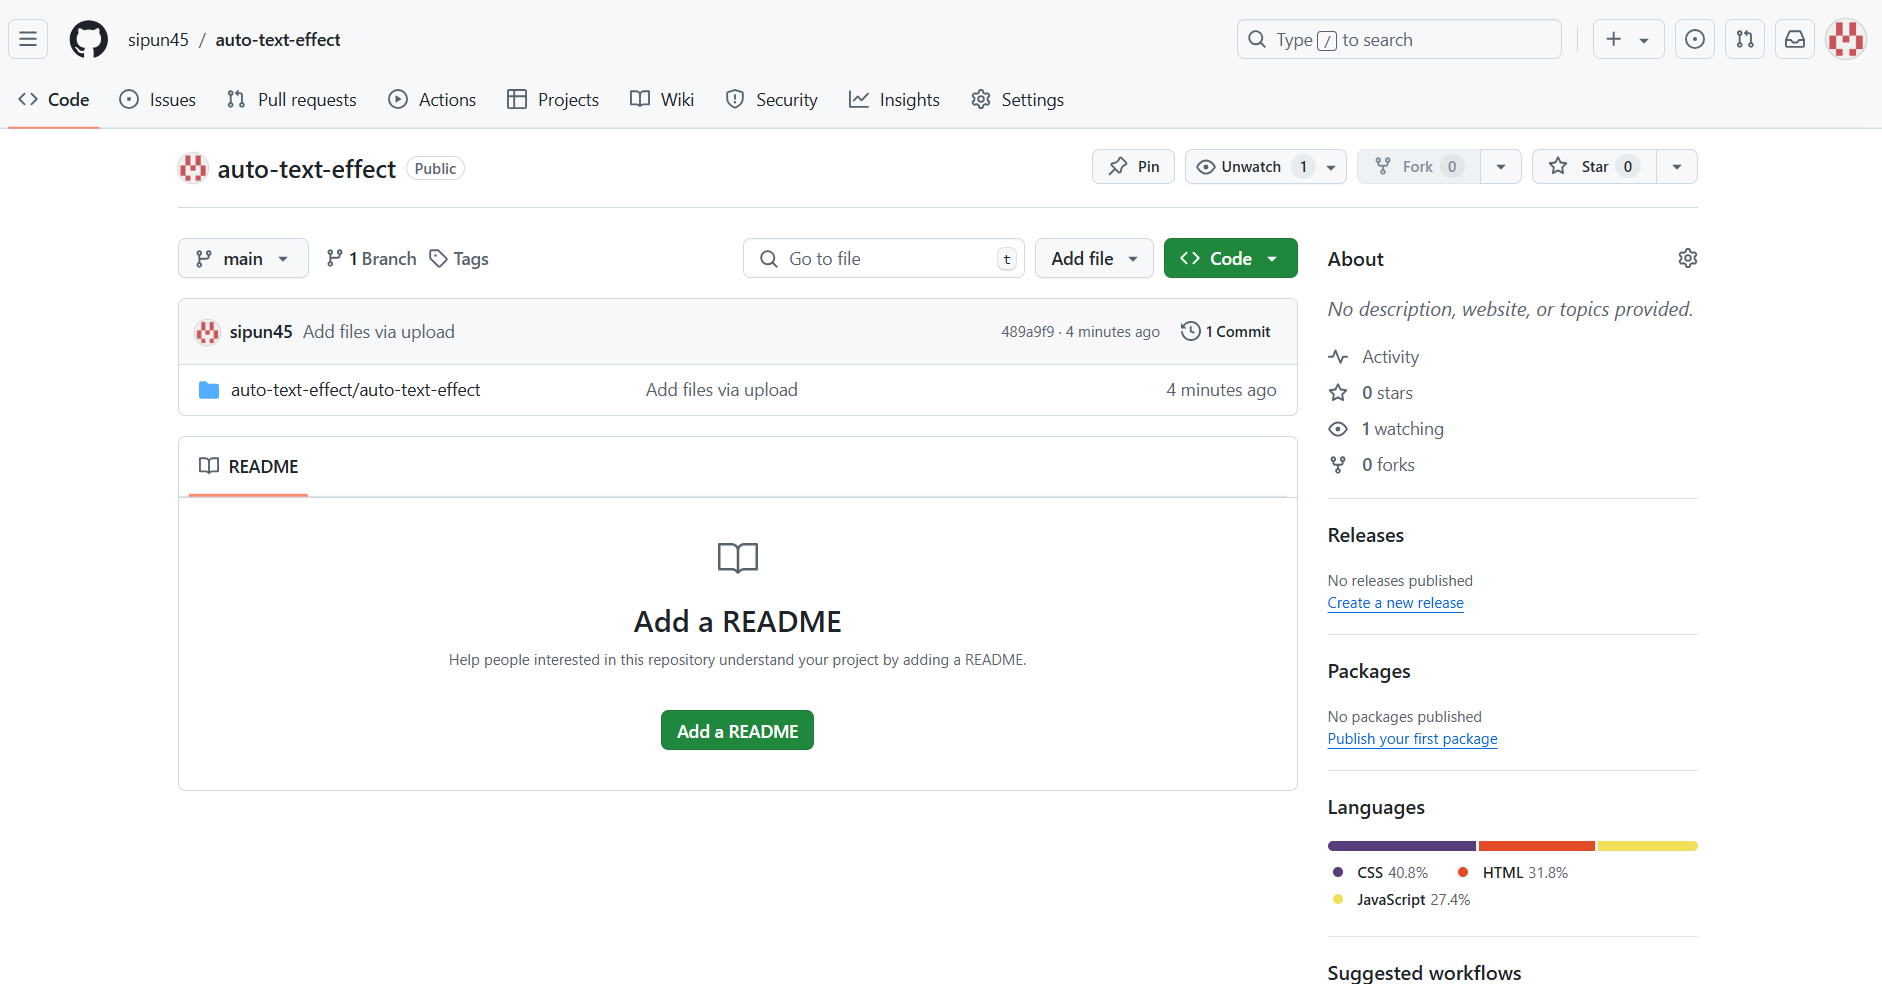 sipun45 / auto-text-effect
Type / to search
Code Issues Pull requests Actions Projects Wiki Security Insights Settings
auto-text-effect Public
Pin Unwatch 1 Fork 0 Star 0
main 1 Branch Tags
Go to file t Add file Code
sipun45 Add files via upload 489a9f9 · 4 minutes ago 1 Commit
auto-text-effect/auto-text-effect Add files via upload 4 minutes ago
README
Add a README
Help people interested in this repository understand your project by adding a README.
Add a README
About
No description, website, or topics provided.
Activity
0 stars
1 watching
0 forks
Releases
No releases published
Create a new release
Packages
No packages published
Publish your first package
Languages
CSS 40.8% HTML 31.8%
JavaScript 27.4%
Suggested workflows